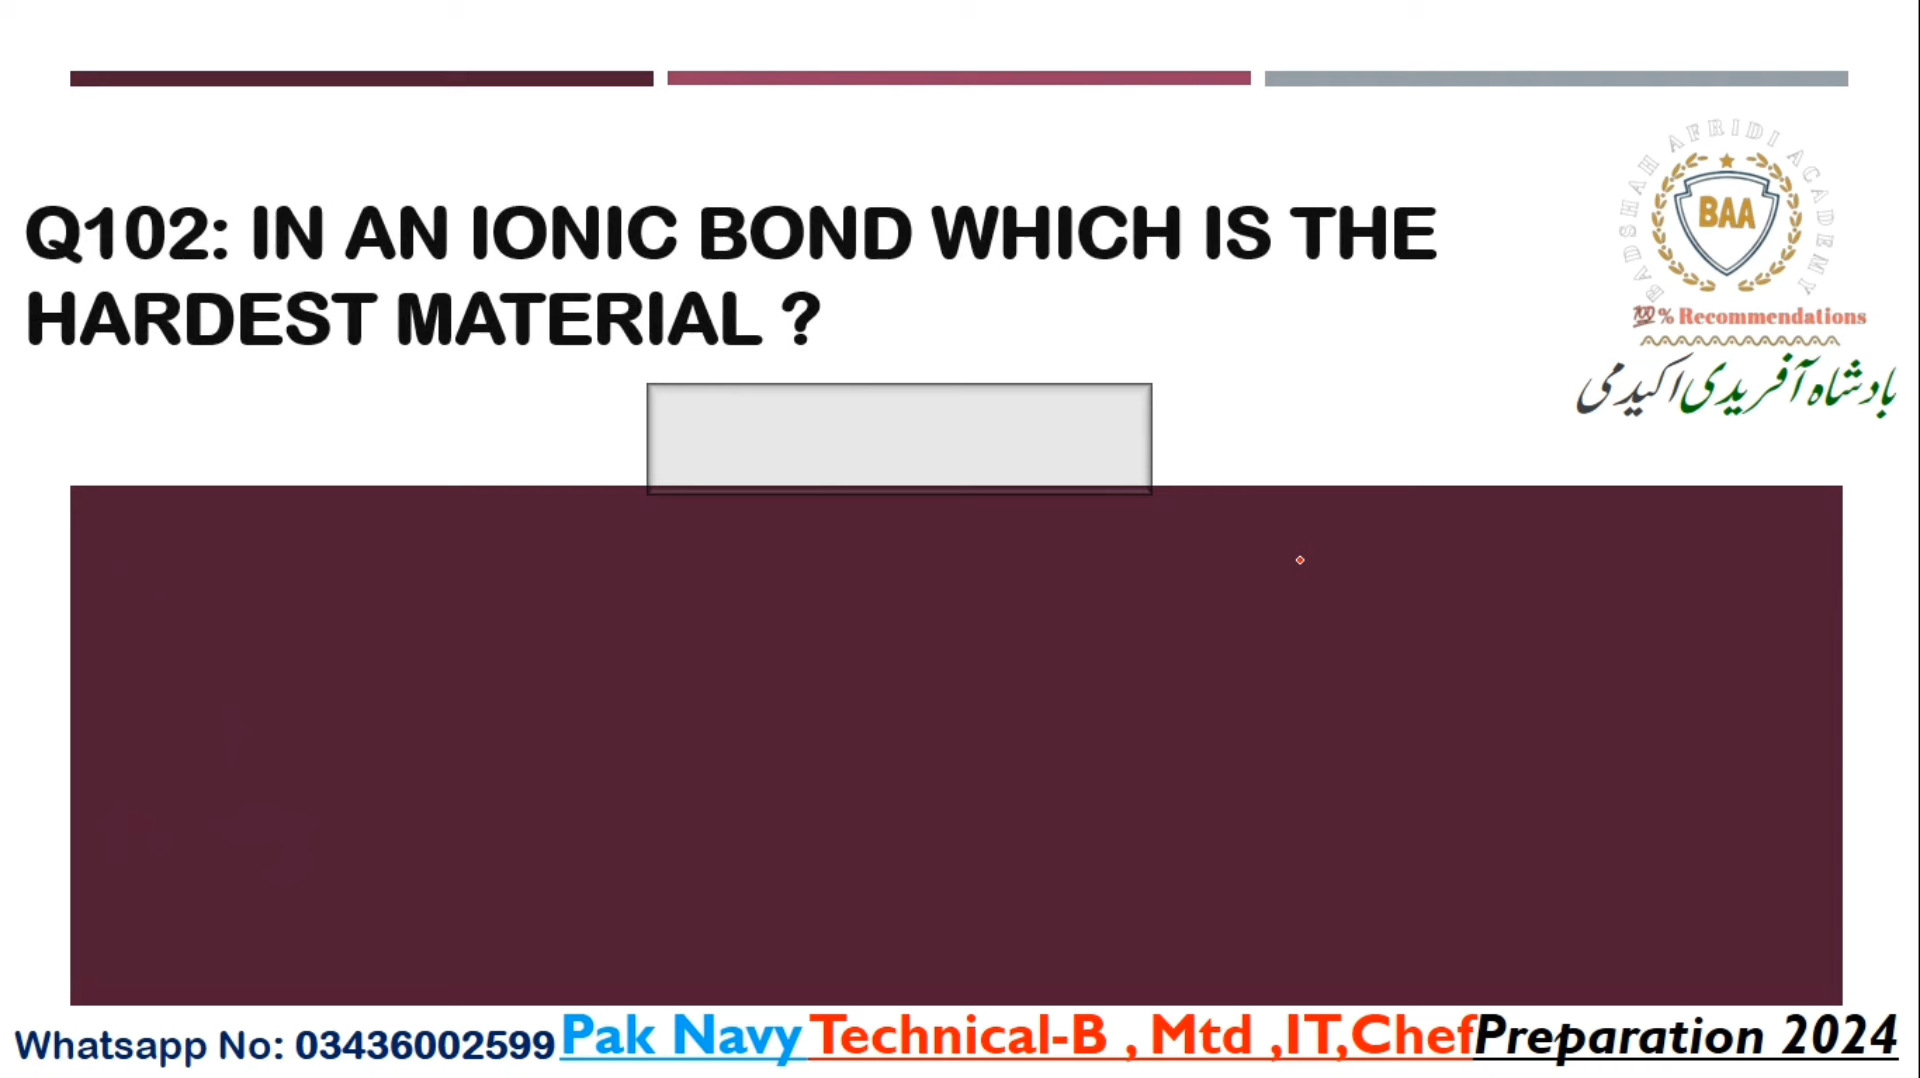 Q102: IN AN IONIC BOND WHICH IS THE
HARDEST MATERIAL ?
BADSHAH AFRIDI ACADEMY
BAA
💯% Recommendations
بادشاہ آفریدی اکیڈمی
Whatsapp No: 03436002599 Pak Navy Technical-B , Mtd ,IT,Chef Preparation 2024